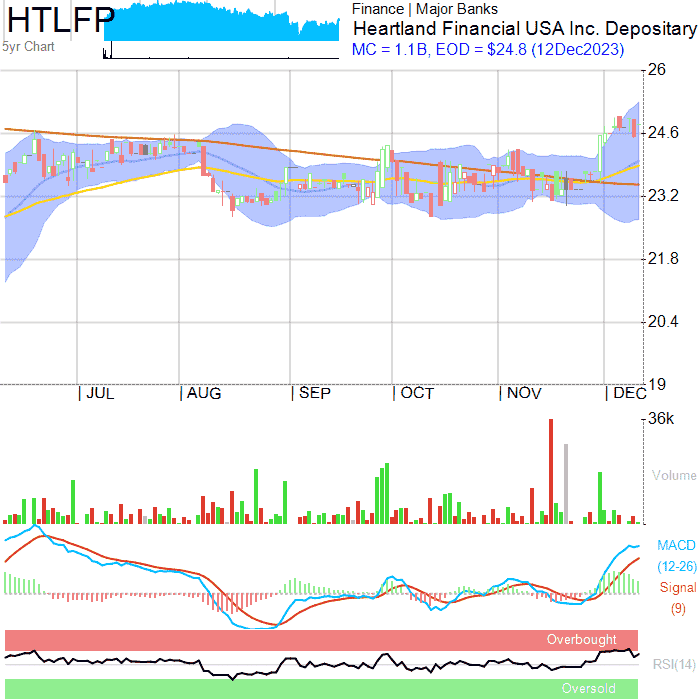 HTLFP
5yr Chart
Finance | Major Banks
Heartland Financial USA Inc. Depositary
MC = 1.1B, EOD = $24.8 (12Dec2023)
26
24.6
23.2
21.8
20.4
19
| JUL | AUG | SEP | OCT | NOV | DEC
36k
Volume
MACD
(12-26)
Signal
(9)
Overbought
RSI(14)
Oversold